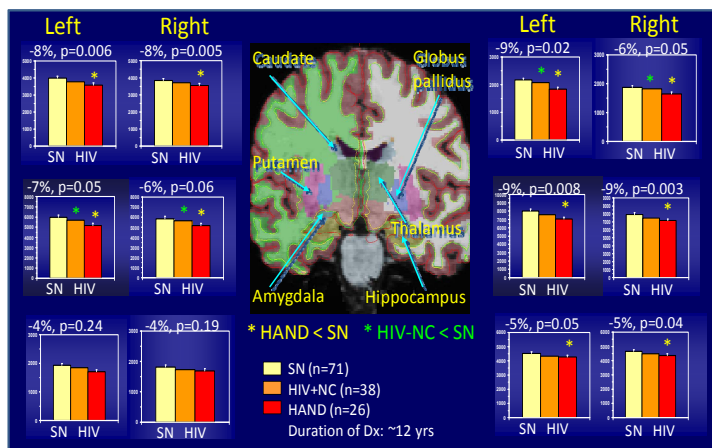 Left
Right
-8%, p=0.006
-8%, p=0.005
*
*
SN HIV
SN HIV
-7%, p=0.05
-6%, p=0.06
* *
* *
SN HIV
SN HIV
-4%, p=0.24
-4%, p=0.19
SN HIV
SN HIV
Caudate
Globus
pallidus
Putamen
Thalamus
Amygdala
Hippocampus
* HAND < SN
* HIV-NC < SN
SN (n=71)
HIV+NC (n=38)
HAND (n=26)
Duration of Dx: ~12 yrs
Left
Right
-9%, p=0.02
-6%, p=0.05
* *
* *
SN HIV
SN HIV
-9%, p=0.008
-9%, p=0.003
*
*
SN HIV
SN HIV
-5%, p=0.05
-5%, p=0.04
*
*
SN HIV
SN HIV